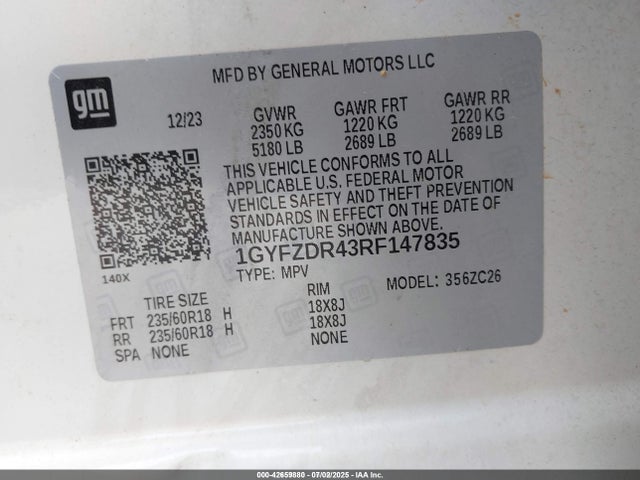 gm
MFD BY GENERAL MOTORS LLC
12/23
GVWR GAWR FRT GAWR RR
2350 KG 1220 KG 1220 KG
5180 LB 2689 LB 2689 LB
THIS VEHICLE CONFORMS TO ALL
APPLICABLE U.S. FEDERAL MOTOR
VEHICLE SAFETY AND THEFT PREVENTION
STANDARDS IN EFFECT ON THE DATE OF
MANUFACTURE SHOWN ABOVE.
1GYFZDR43RF147835
140X
TYPE: MPV MODEL: 356ZC26
TIRE SIZE RIM
FRT 235/60R18 H 18X8J
RR 235/60R18 H 18X8J
SPA NONE NONE
000-42659880 - 07/02/2025 - IAA Inc.